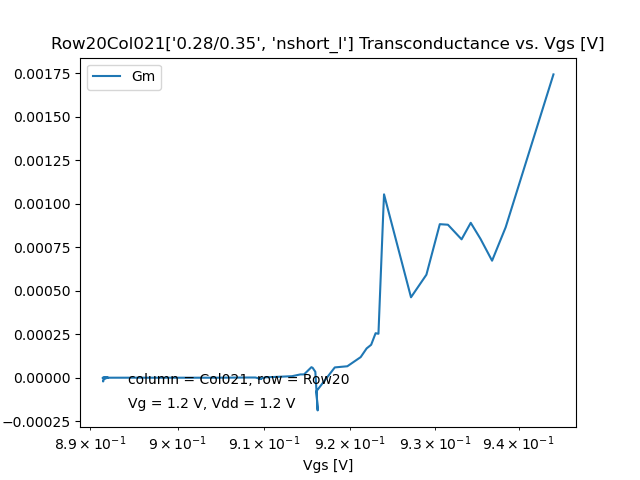 Row20Col021['0.28/0.35', 'nshort_l'] Transconductance vs. Vgs [V]
Gm
0.00175
0.00150
0.00125
0.00100
0.00075
0.00050
0.00025
0.00000
−0.00025
column = Col021, row = Row20
Vg = 1.2 V, Vdd = 1.2 V
8.9 × 10⁻¹ 9 × 10⁻¹ 9.1 × 10⁻¹ 9.2 × 10⁻¹ 9.3 × 10⁻¹ 9.4 × 10⁻¹
Vgs [V]